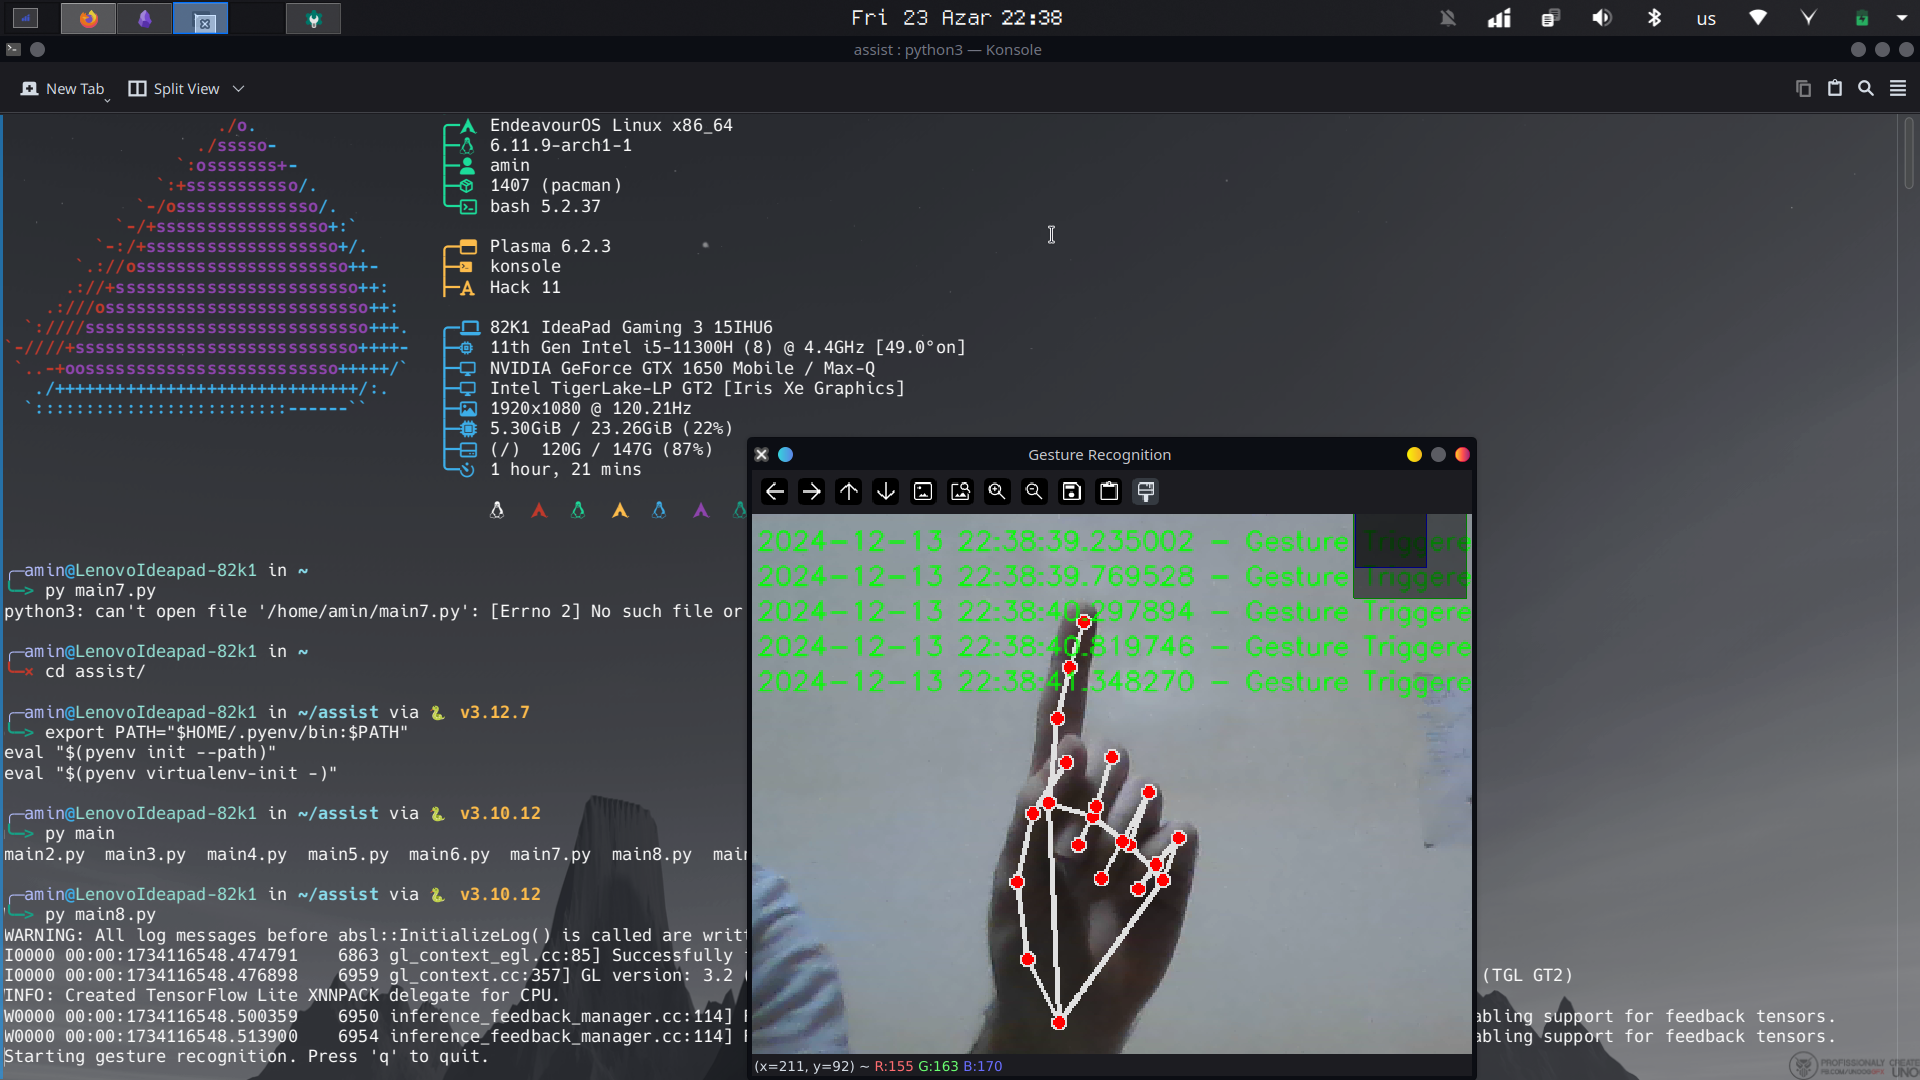 Fri 23 Azar 22:38
us
assist : python3 — Konsole
New Tab
Split View
./o.
./sssso-
`:osssssss+-
`:+sssssssssso/.
`-/ossssssssssssso/.
`-/+sssssssssssssssso+:`
`-:/+sssssssssssssssssso+/.
`.://osssssssssssssssssssso++-
.://+ssssssssssssssssssssssso++:
.:///ossssssssssssssssssssssssso++:
`:////ssssssssssssssssssssssssssso+++.
`-////+ssssssssssssssssssssssssssso++++-
`..-+oosssssssssssssssssssssssso+++++/`
./++++++++++++++++++++++++++++++/:.
`:::::::::::::::::::::::::------``
EndeavourOS Linux x86_64
6.11.9-arch1-1
amin
1407 (pacman)
bash 5.2.37
Plasma 6.2.3
konsole
Hack 11
82K1 IdeaPad Gaming 3 15IHU6
11th Gen Intel i5-11300H (8) @ 4.4GHz [49.0°on]
NVIDIA GeForce GTX 1650 Mobile / Max-Q
Intel TigerLake-LP GT2 [Iris Xe Graphics]
1920x1080 @ 120.21Hz
5.30GiB / 23.26GiB (22%)
(/)  120G / 147G (87%)
1 hour, 21 mins
amin@LenovoIdeapad-82k1 in ~
py main7.py
python3: can't open file '/home/amin/main7.py': [Errno 2] No such file or
amin@LenovoIdeapad-82k1 in ~
cd assist/
amin@LenovoIdeapad-82k1 in ~/assist via 🐍 v3.12.7
export PATH="$HOME/.pyenv/bin:$PATH"
eval "$(pyenv init --path)"
eval "$(pyenv virtualenv-init -)"
amin@LenovoIdeapad-82k1 in ~/assist via 🐍 v3.10.12
py main
main2.py  main3.py  main4.py  main5.py  main6.py  main7.py  main8.py  mai
amin@LenovoIdeapad-82k1 in ~/assist via 🐍 v3.10.12
py main8.py
WARNING: All log messages before absl::InitializeLog() is called are writt
I0000 00:00:1734116548.474791    6863 gl_context_egl.cc:85] Successfully
I0000 00:00:1734116548.476898    6959 gl_context.cc:357] GL version: 3.2 (
(TGL GT2)
INFO: Created TensorFlow Lite XNNPACK delegate for CPU.
W0000 00:00:1734116548.500359    6950 inference_feedback_manager.cc:114]
abling support for feedback tensors.
W0000 00:00:1734116548.513900    6954 inference_feedback_manager.cc:114]
abling support for feedback tensors.
Starting gesture recognition. Press 'q' to quit.
Gesture Recognition
2024-12-13 22:38:39.235002 - Gesture Triggere
2024-12-13 22:38:39.769528 - Gesture Triggere
2024-12-13 22:38:40.297894 - Gesture Triggere
2024-12-13 22:38:40.819746 - Gesture Triggere
2024-12-13 22:38:41.348270 - Gesture Triggere
(x=211, y=92) ~ R:155 G:163 B:170